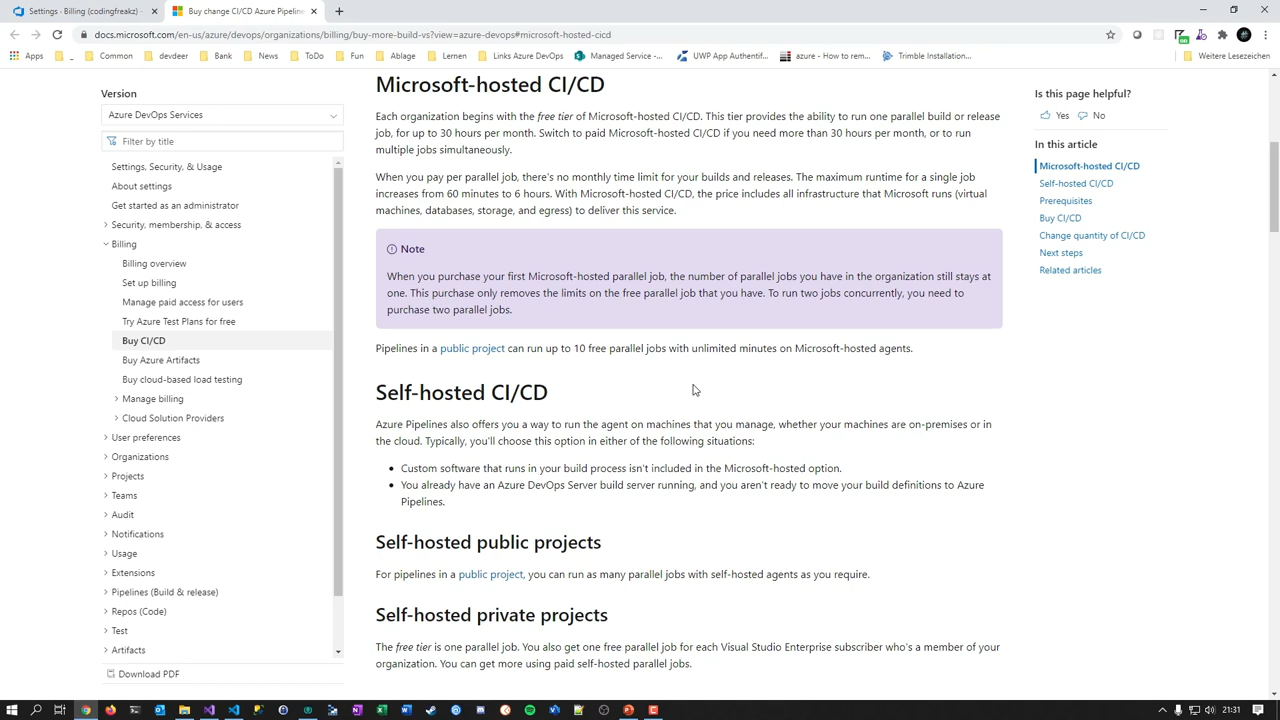 Settings - Billing (codingfreakz) -
Buy change CI/CD Azure Pipeline
docs.microsoft.com/en-us/azure/devops/organizations/billing/buy-more-build-vs?view=azure-devops#microsoft-hosted-cicd
Apps
_
Common
devdeer
Bank
News
ToDo
Fun
Ablage
Lernen
Links Azure DevOps
Managed Service -...
UWP App Authentif...
azure - How to rem...
Trimble Installation...
Weitere Lesezeichen
Version
Azure DevOps Services
Filter by title
Settings, Security, & Usage
About settings
Get started as an administrator
Security, membership, & access
Billing
Billing overview
Set up billing
Manage paid access for users
Try Azure Test Plans for free
Buy CI/CD
Buy Azure Artifacts
Buy cloud-based load testing
Manage billing
Cloud Solution Providers
User preferences
Organizations
Projects
Teams
Audit
Notifications
Usage
Extensions
Pipelines (Build & release)
Repos (Code)
Test
Artifacts
Download PDF
Microsoft-hosted CI/CD
Each organization begins with the free tier of Microsoft-hosted CI/CD. This tier provides the ability to run one parallel build or release
job, for up to 30 hours per month. Switch to paid Microsoft-hosted CI/CD if you need more than 30 hours per month, or to run
multiple jobs simultaneously.
When you pay per parallel job, there's no monthly time limit for your builds and releases. The maximum runtime for a single job
increases from 60 minutes to 6 hours. With Microsoft-hosted CI/CD, the price includes all infrastructure that Microsoft runs (virtual
machines, databases, storage, and egress) to deliver this service.
Note
When you purchase your first Microsoft-hosted parallel job, the number of parallel jobs you have in the organization still stays at
one. This purchase only removes the limits on the free parallel job that you have. To run two jobs concurrently, you need to
purchase two parallel jobs.
Pipelines in a public project can run up to 10 free parallel jobs with unlimited minutes on Microsoft-hosted agents.
Self-hosted CI/CD
Azure Pipelines also offers you a way to run the agent on machines that you manage, whether your machines are on-premises or in
the cloud. Typically, you'll choose this option in either of the following situations:
Custom software that runs in your build process isn't included in the Microsoft-hosted option.
You already have an Azure DevOps Server build server running, and you aren't ready to move your build definitions to Azure
Pipelines.
Self-hosted public projects
For pipelines in a public project, you can run as many parallel jobs with self-hosted agents as you require.
Self-hosted private projects
The free tier is one parallel job. You also get one free parallel job for each Visual Studio Enterprise subscriber who's a member of your
organization. You can get more using paid self-hosted parallel jobs.
Is this page helpful?
Yes
No
In this article
Microsoft-hosted CI/CD
Self-hosted CI/CD
Prerequisites
Buy CI/CD
Change quantity of CI/CD
Next steps
Related articles
21:31